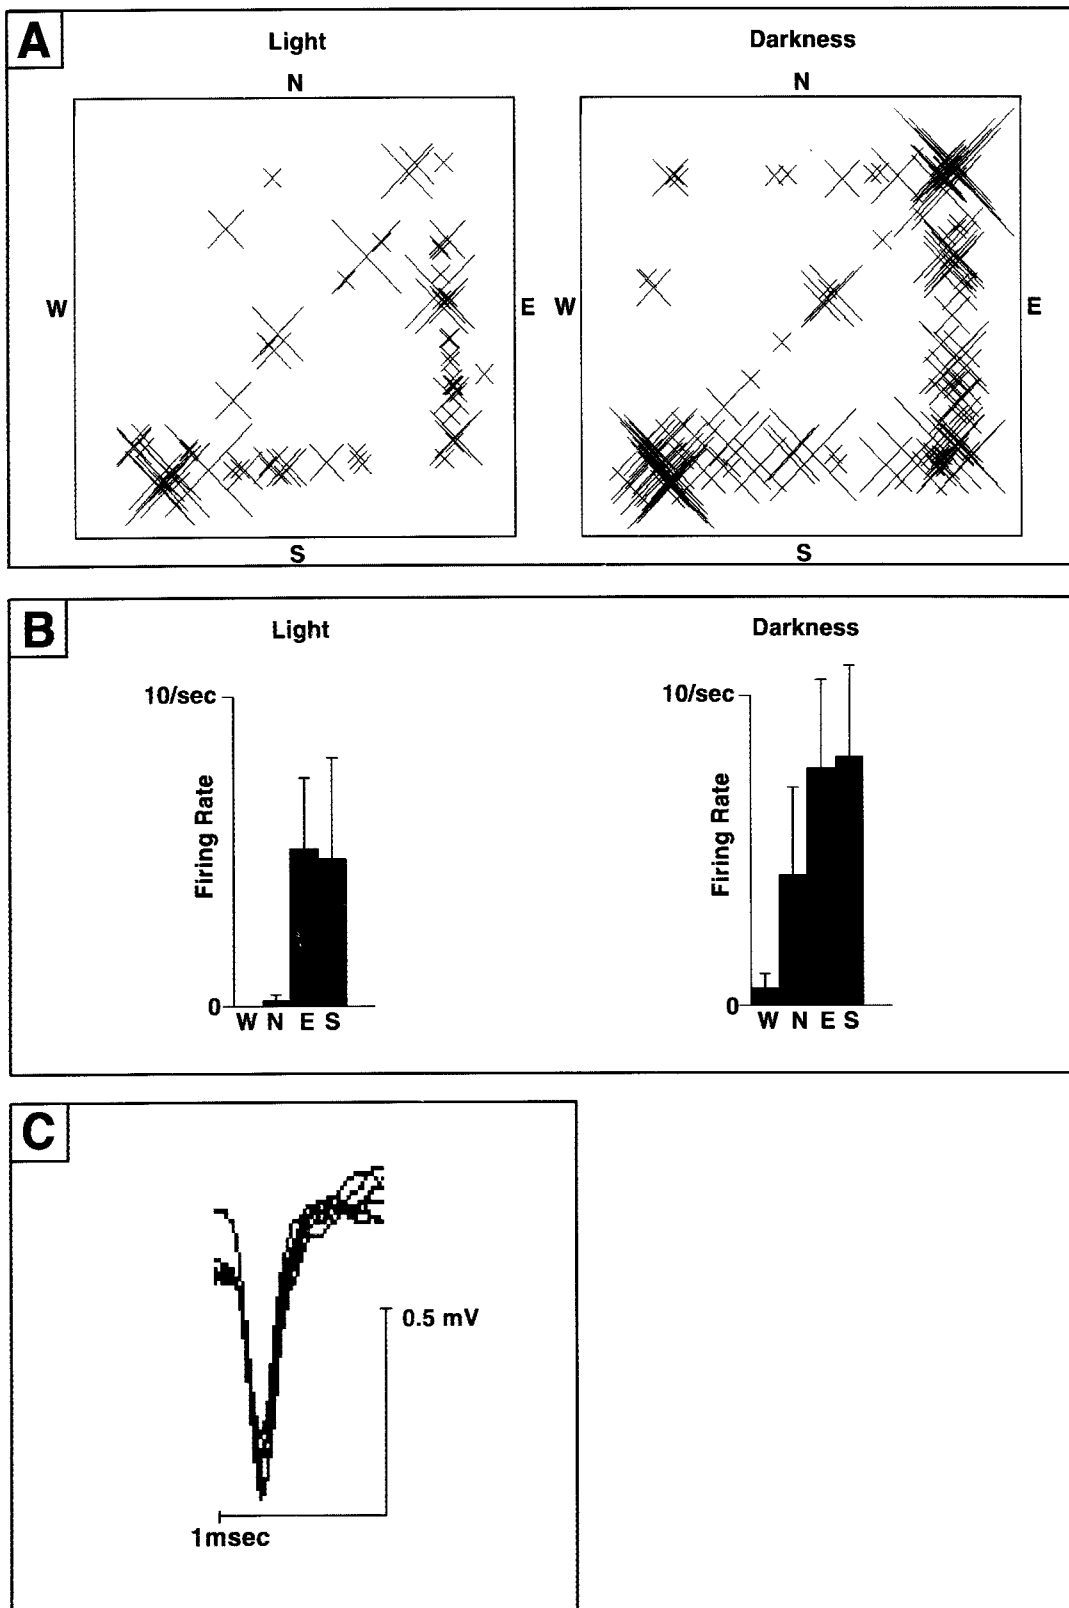 A
Light
Darkness
N
N
W
E
W
E
S
S
B
Light
Darkness
10/sec
10/sec
Firing Rate
Firing Rate
0
0
W N E S
W N E S
C
0.5 mV
1msec